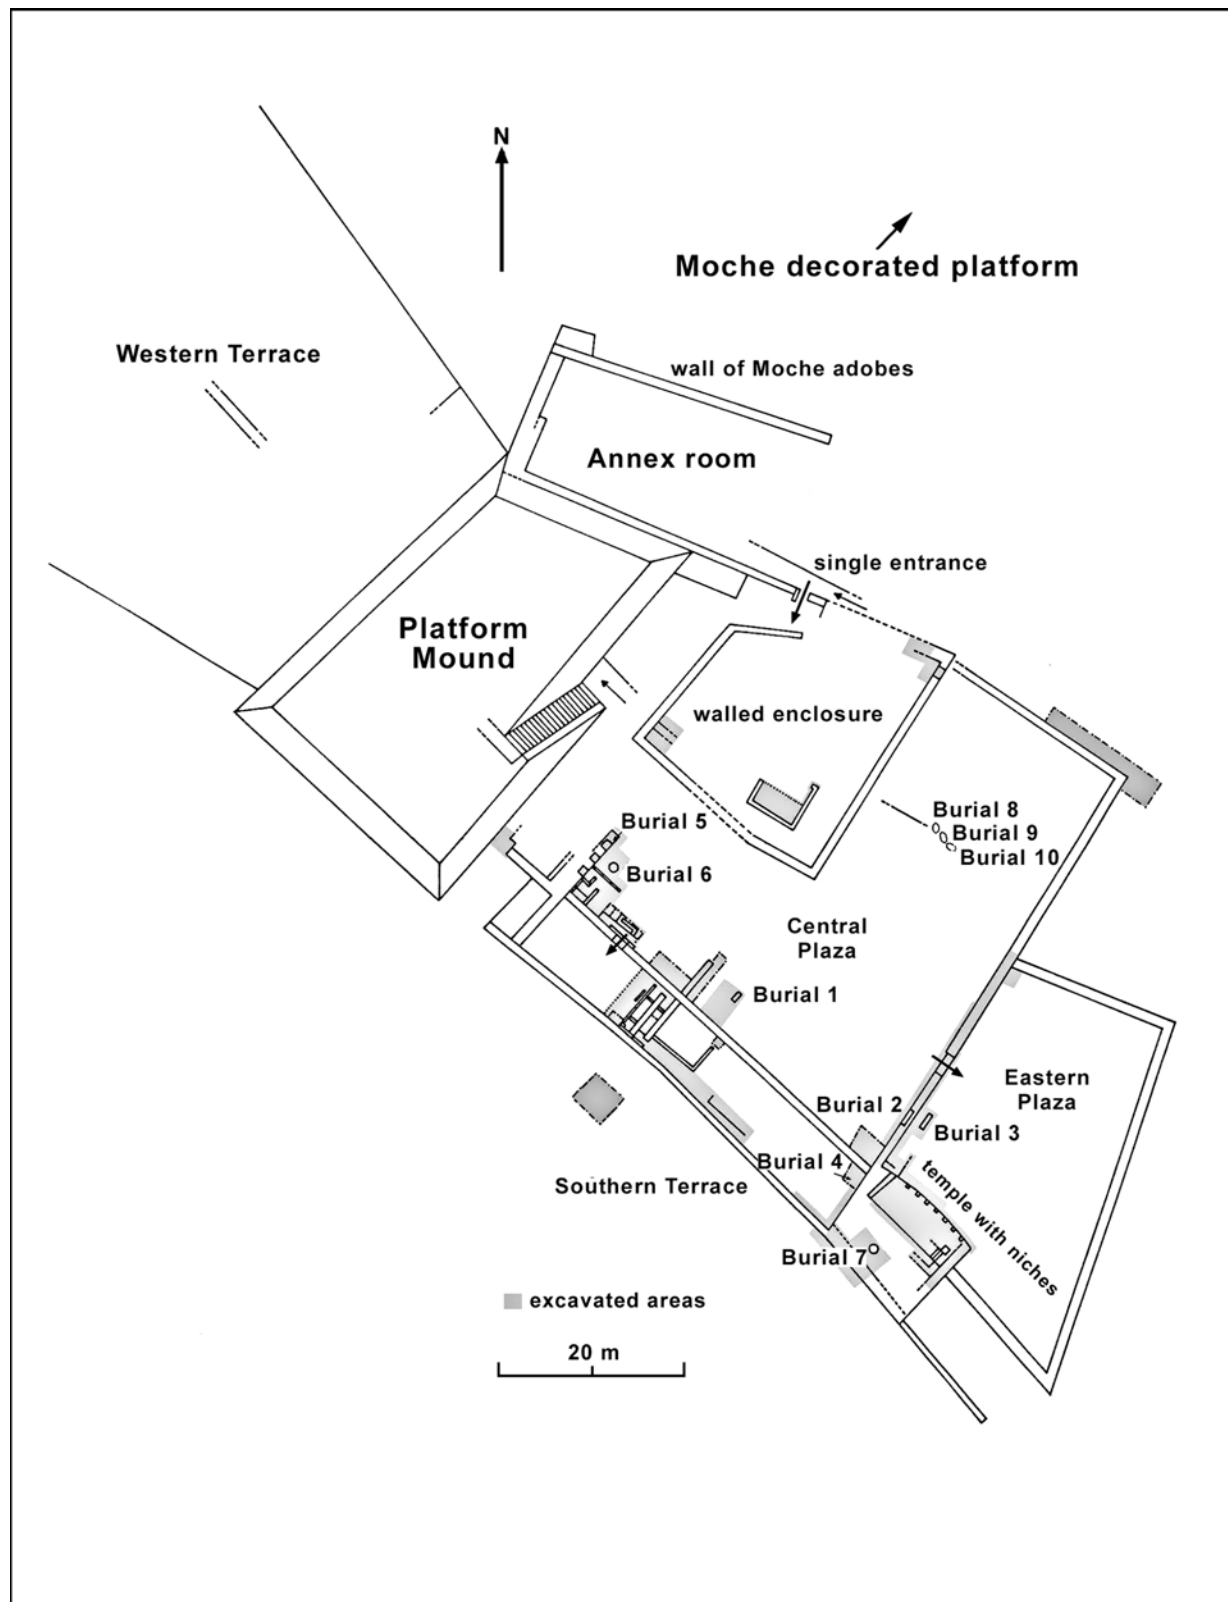 N
Moche decorated platform
Western Terrace
wall of Moche adobes
Annex room
single entrance
Platform
Mound
walled enclosure
Burial 8
Burial 5
Burial 9
Burial 10
Burial 6
Central
Plaza
Burial 1
Eastern
Plaza
Burial 2
Burial 3
Burial 4
Southern Terrace
temple with niches
Burial 7
excavated areas
20 m